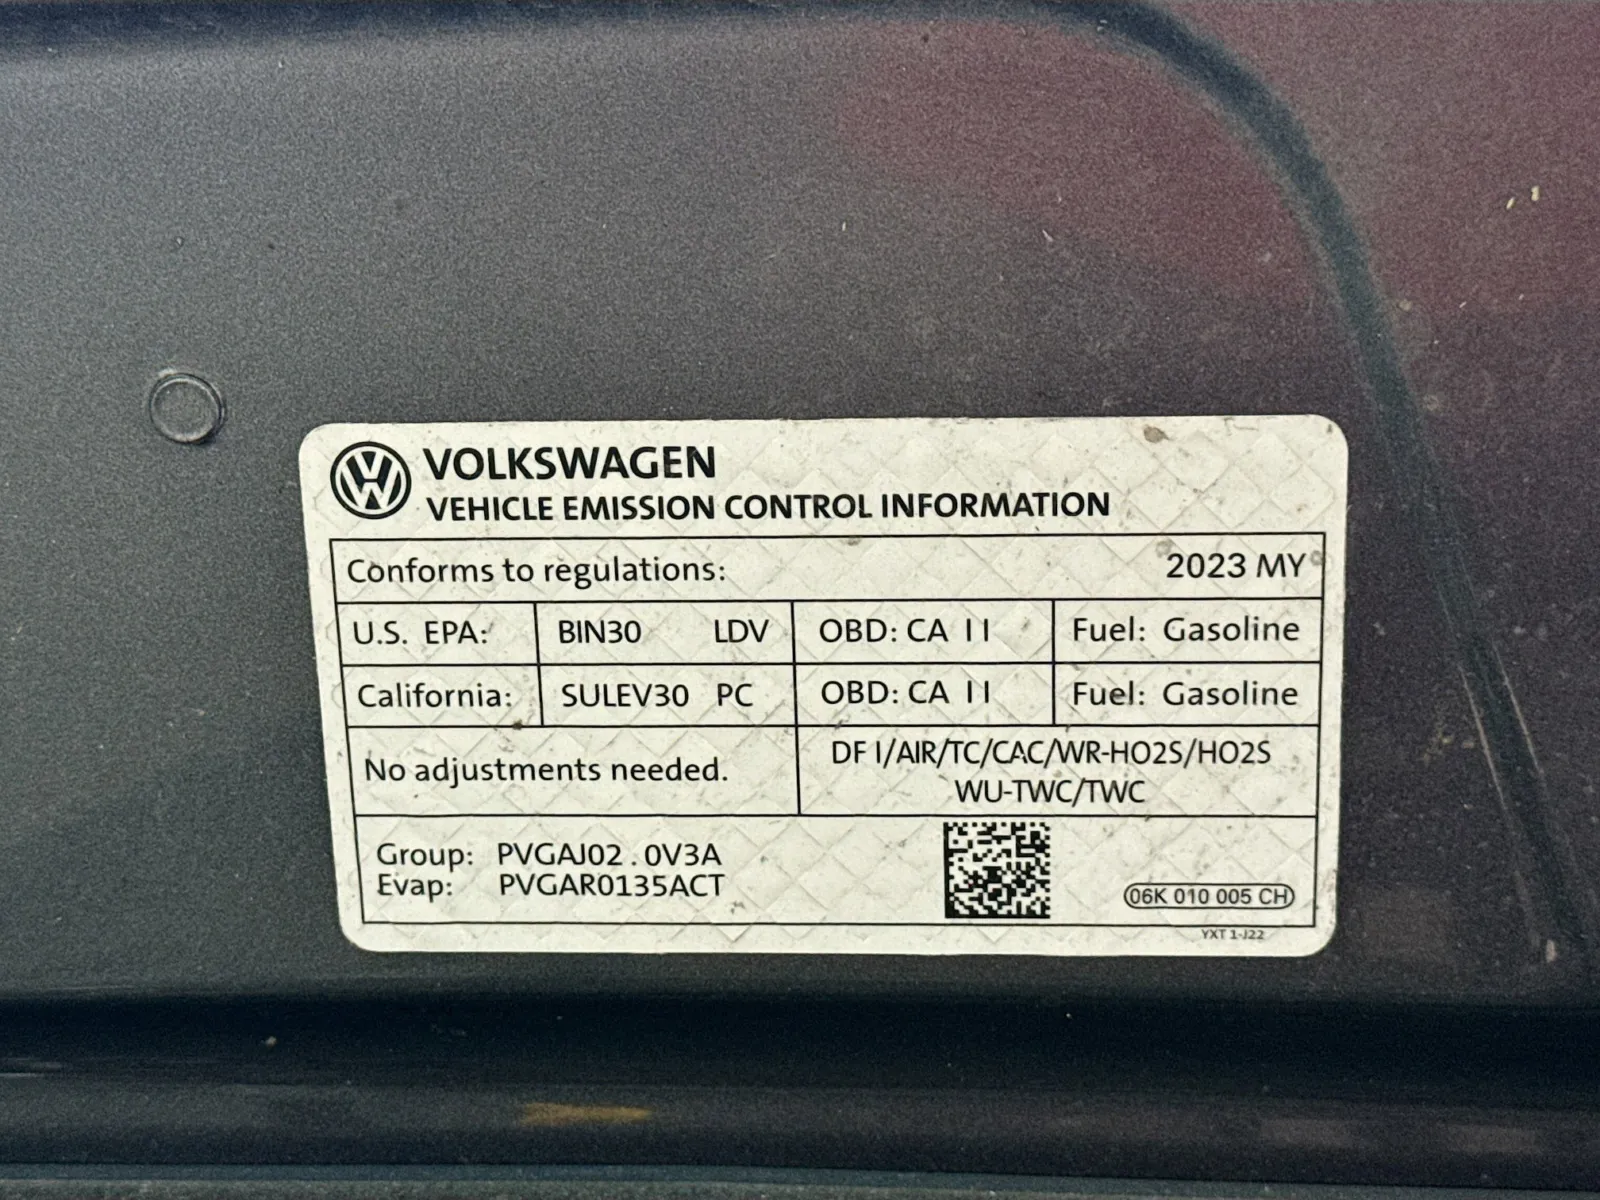 VOLKSWAGEN
VEHICLE EMISSION CONTROL INFORMATION
Conforms to regulations: 2023 MY
U.S. EPA: BIN30 LDV OBD: CA II Fuel: Gasoline
California: SULEV30 PC OBD: CA II Fuel: Gasoline
No adjustments needed.
DFI/AIR/TC/CAC/WR-HO2S/HO2S
WU-TWC/TWC
Group: PVGAJ02.0V3A
Evap: PVGAR0135ACT
06K 010 005 CH
YXT 1-J22